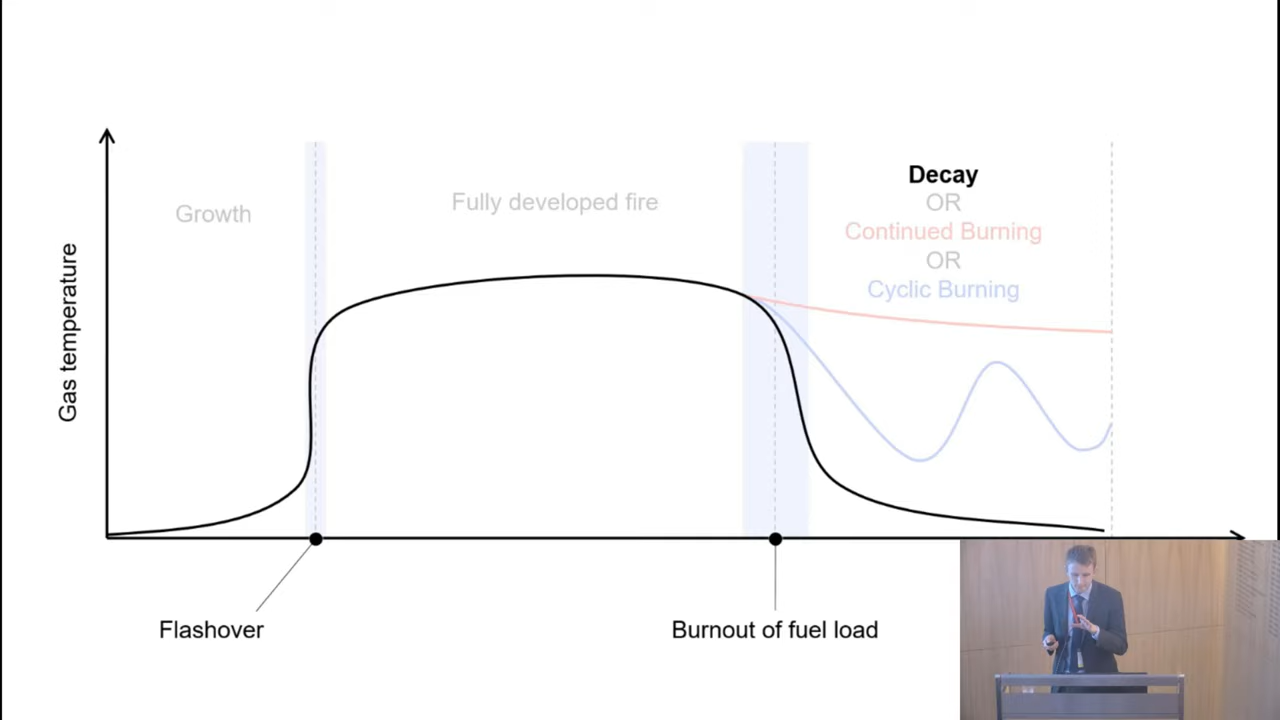 Growth
Fully developed fire
Decay
OR
Continued Burning
OR
Cyclic Burning
Gas temperature
Flashover
Burnout of fuel load